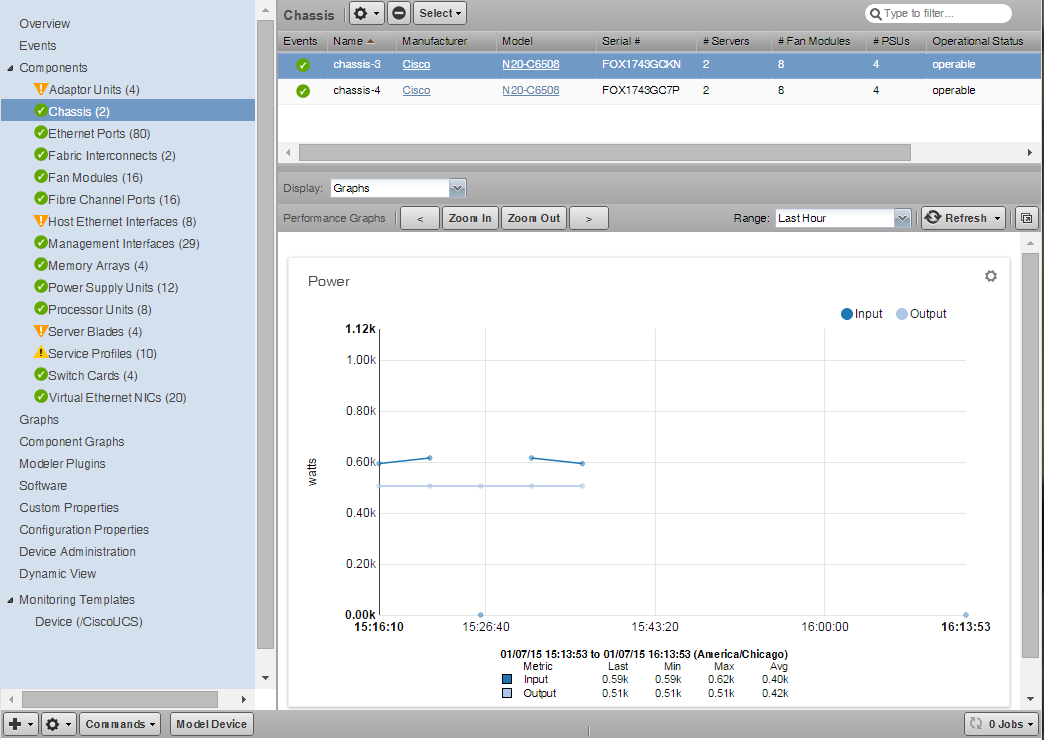 Overview
Events
Components
Adaptor Units (4)
Chassis (2)
Ethernet Ports (80)
Fabric Interconnects (2)
Fan Modules (16)
Fibre Channel Ports (16)
Host Ethernet Interfaces (8)
Management Interfaces (29)
Memory Arrays (4)
Power Supply Units (12)
Processor Units (8)
Server Blades (4)
Service Profiles (10)
Switch Cards (4)
Virtual Ethernet NICs (20)
Graphs
Component Graphs
Modeler Plugins
Software
Custom Properties
Configuration Properties
Device Administration
Dynamic View
Monitoring Templates
Device (/CiscoUCS)
Commands Model Device
Chassis Select Type to filter...
Events Name Manufacturer Model Serial # # Servers # Fan Modules # PSUs Operational Status
chassis-3 Cisco N20-C6508 FOX1743GCKN 2 8 4 operable
chassis-4 Cisco N20-C6508 FOX1743GC7P 2 8 4 operable
Display: Graphs
Performance Graphs < Zoom In Zoom Out > Range: Last Hour Refresh
Power
Input Output
1.12k
1.00k
0.80k
0.60k
watts
0.40k
0.20k
0.00k
15:16:10 15:26:40 15:43:20 16:00:00 16:13:53
01/07/15 15:13:53 to 01/07/15 16:13:53 (America/Chicago)
Metric Last Min Max Avg
Input 0.59k 0.59k 0.62k 0.40k
Output 0.51k 0.51k 0.51k 0.42k
0 Jobs